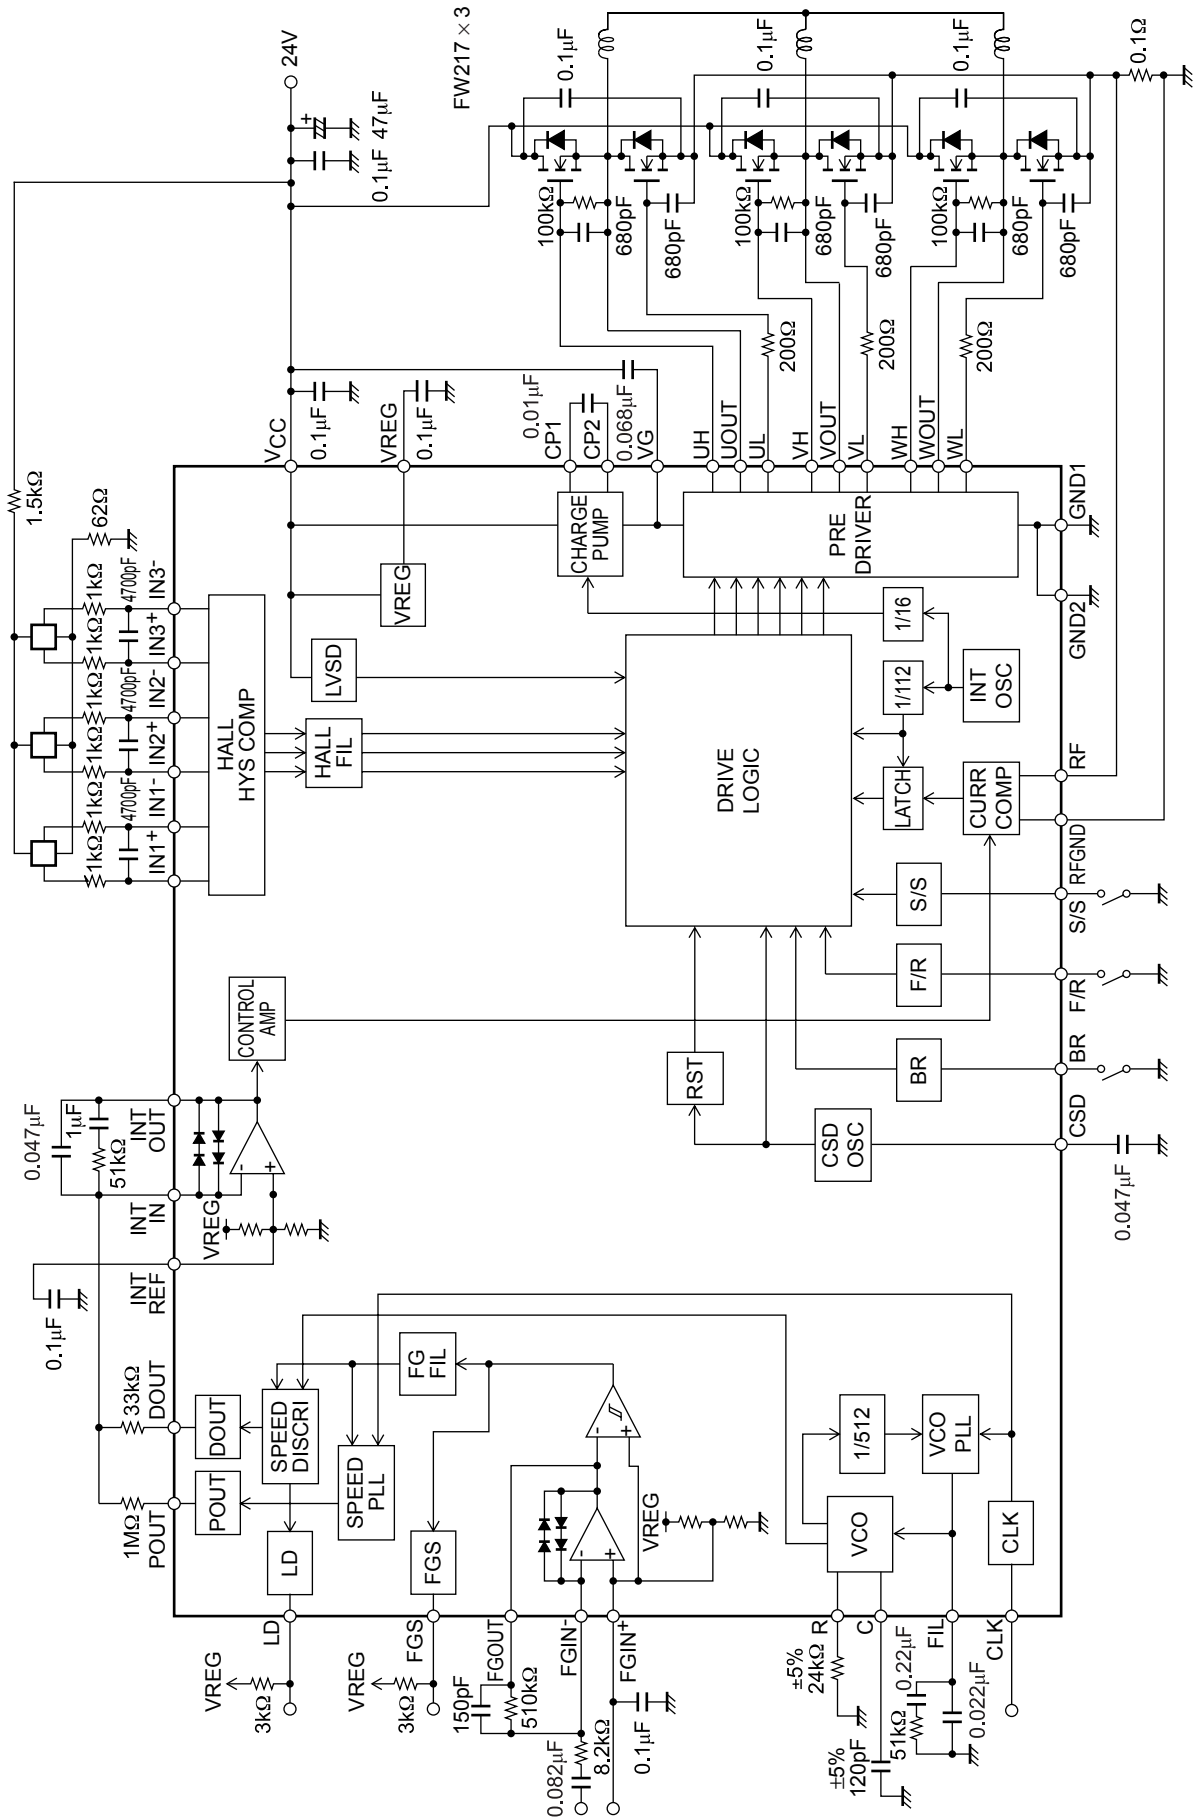 LD
VREG
3kΩ
FGS
VREG
3kΩ
FGOUT
150pF
510kΩ
FGIN-
0.082µF
8.2kΩ
FGIN+
0.1µF
R
±5%
24kΩ
C
±5%
120pF
FIL
0.22µF
51kΩ
0.022µF
CLK
POUT
1MΩ
DOUT
33kΩ
POUT
DOUT
LD
SPEED
DISCRI
SPEED
PLL
FGS
FG
FIL
VREG
-
+
-
+
VCO
1/512
VCO
PLL
CLK
INT
REF
0.1µF
INT
IN
INT
OUT
0.047µF
1µF
51kΩ
VREG
-
+
CONTROL
AMP
RST
CSD
OSC
BR
F/R
S/S
CSD
0.047µF
BR
F/R
S/S
RFGND
RF
IN1+
IN1-
IN2+
IN2-
IN3+
IN3-
1kΩ
4700pF
1kΩ
1kΩ
4700pF
1kΩ
1kΩ
4700pF
1kΩ
62Ω
1.5kΩ
HALL
HYS COMP
HALL
FIL
LVSD
VREG
DRIVE
LOGIC
LATCH
CURR
COMP
1/112
1/16
INT
OSC
GND2
GND1
CHARGE
PUMP
PRE
DRIVER
VCC
0.1µF
VREG
0.1µF
CP1
0.01µF
CP2
0.068µF
VG
UH
UOUT
UL
VH
VOUT
VL
WH
WOUT
WL
200Ω
200Ω
200Ω
24V
+
0.1µF
47µF
FW217 × 3
100kΩ
680pF
680pF
0.1µF
100kΩ
680pF
680pF
0.1µF
100kΩ
680pF
680pF
0.1µF
0.1Ω